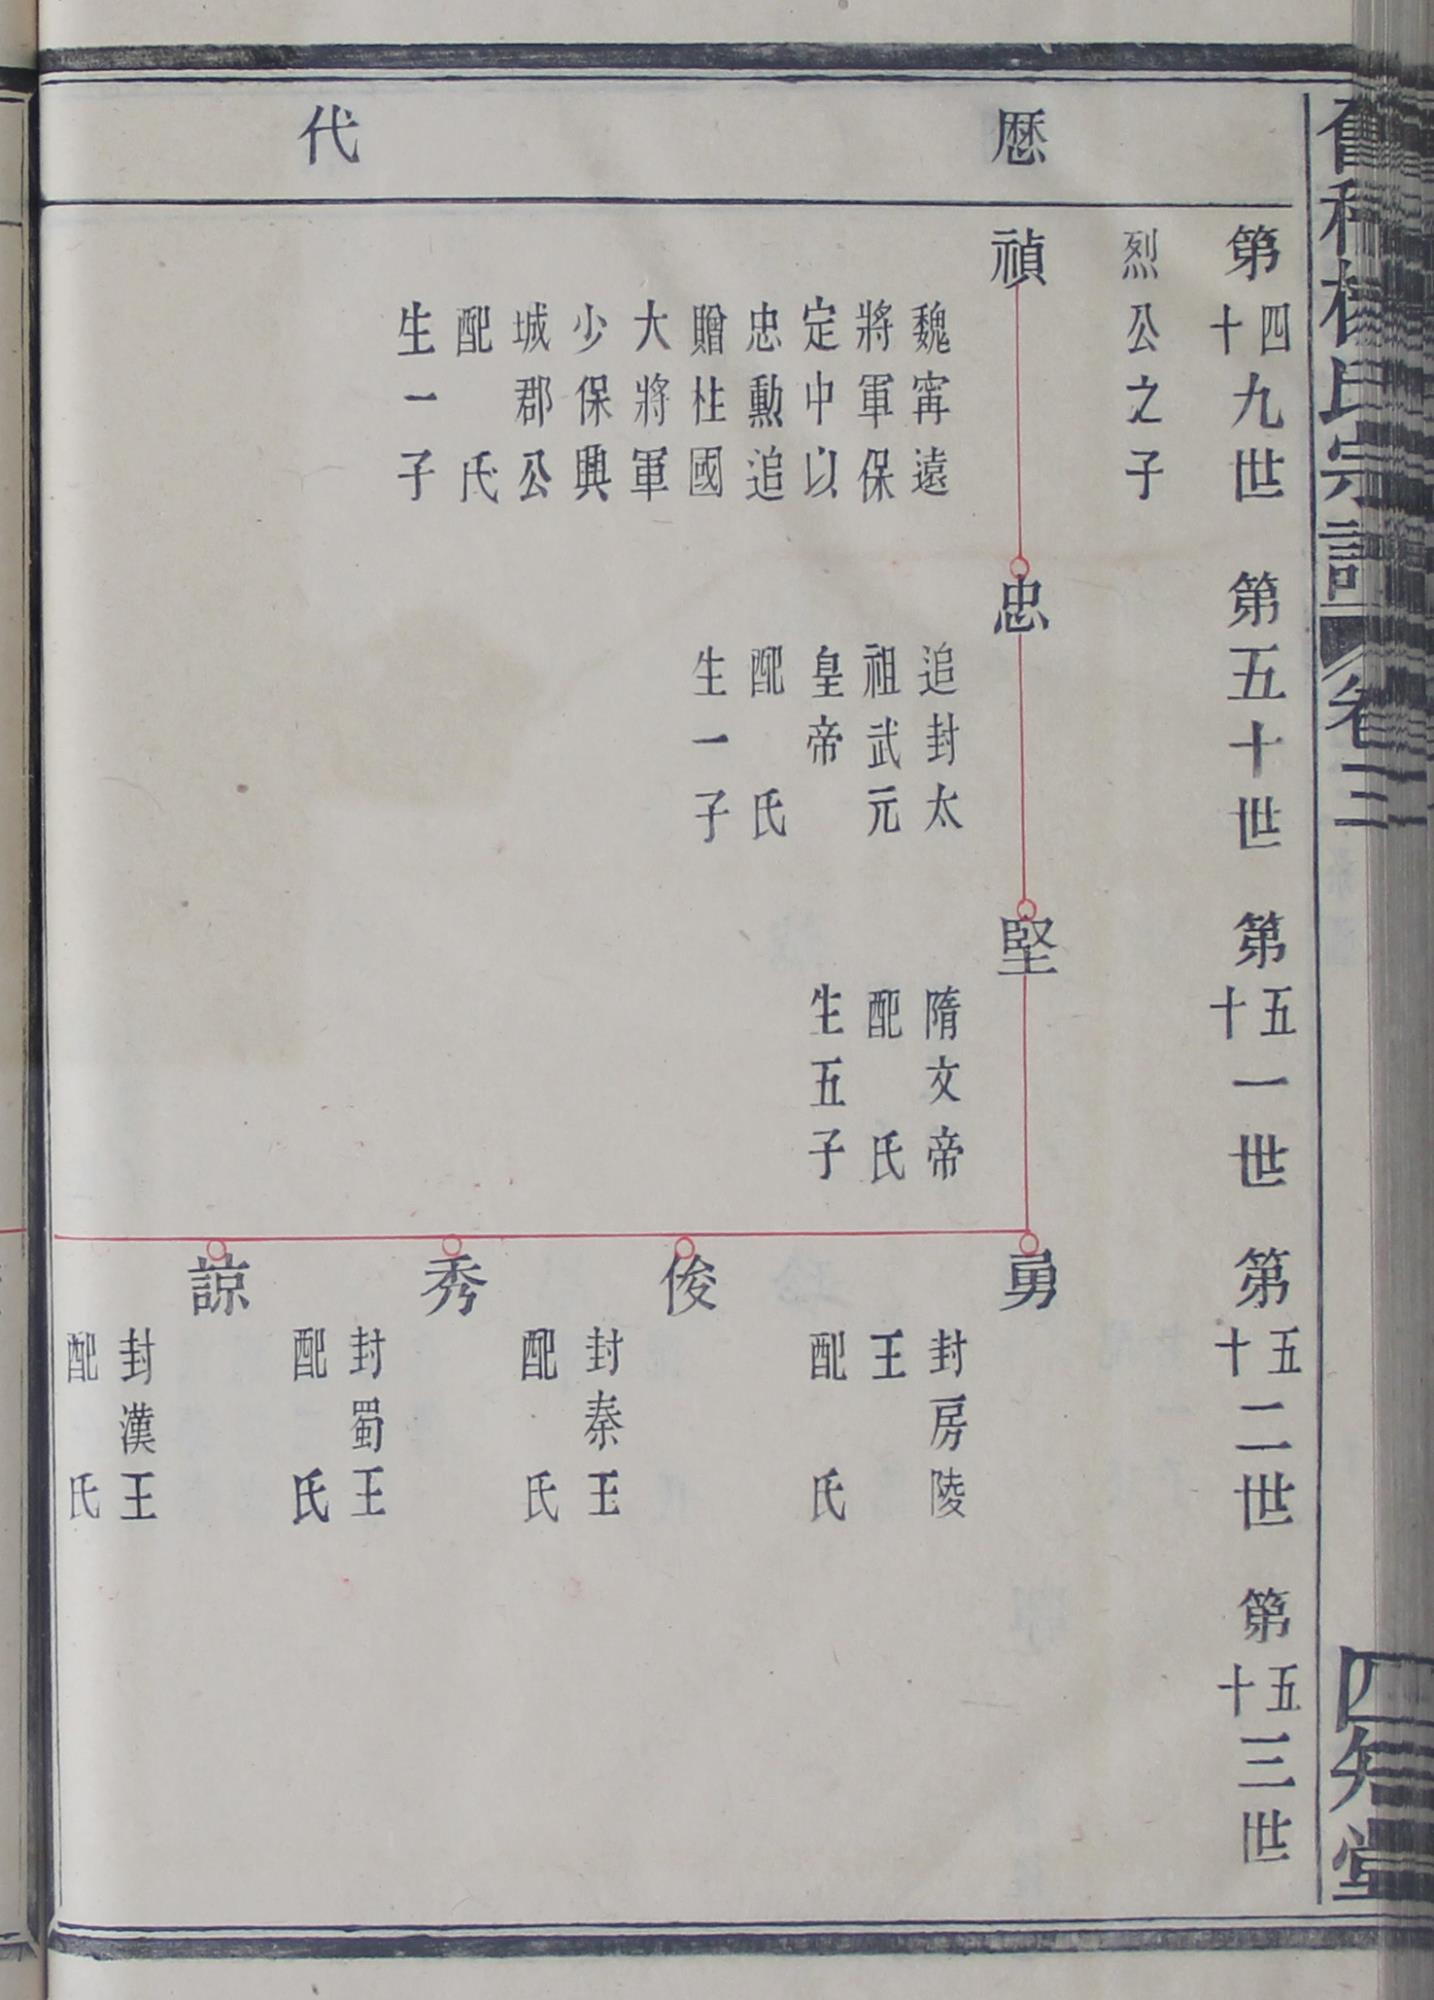 楊氏宗譜
卷三
四知堂
歷代
第四十九世
烈公之子
禎
魏甯遠
將軍保
定中以
忠勳追
贈柱國
大將軍
少保興
城郡公
配 氏
生一子
第五十世
忠
追封太
祖武元
皇帝
配 氏
生一子
第五十一世
堅
隋文帝
配 氏
生五子
第五十二世
勇
封房陵
王
配 氏
俊
封秦王
配 氏
秀
封蜀王
配 氏
諒
封漢王
配 氏
第五十三世